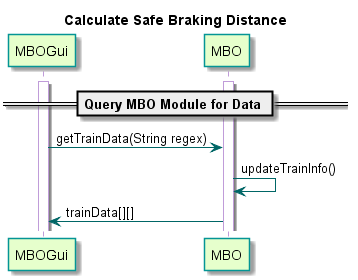 Calculate Safe Braking Distance
MBOGui
MBO
Query MBO Module for Data
getTrainData(String regex)
updateTrainInfo()
trainData[][]
MBOGui
MBO